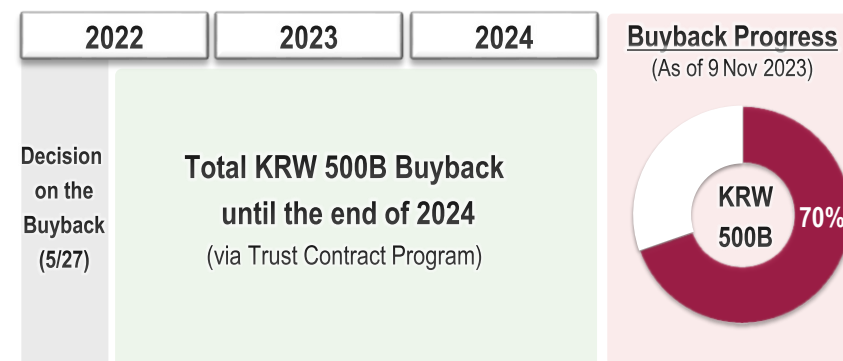 2022
2023
2024
Decision
on the
Buyback
(5/27)
Total KRW 500B Buyback
until the end of 2024
(via Trust Contract Program)
Buyback Progress
(As of 9 Nov 2023)
KRW
500B
70%